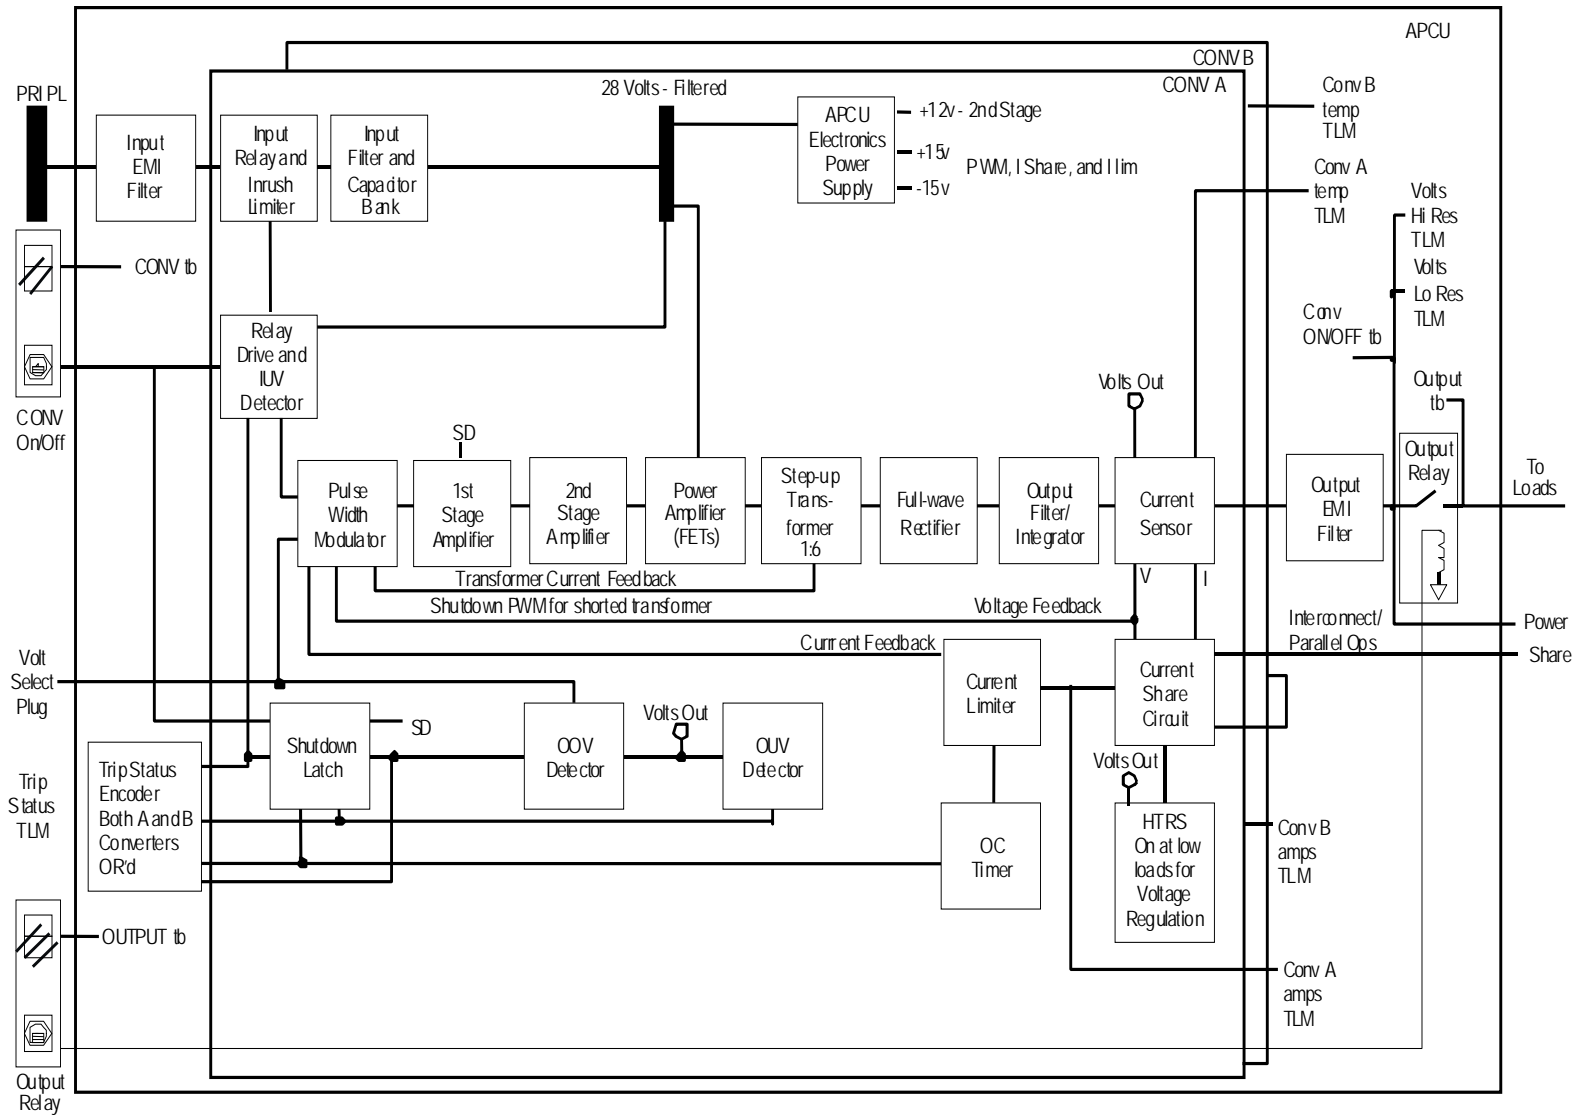 APCU
CONV B
CONV A
28 Volts - Filtered
PRI PL
Input
EMI
Filter
Input
Relay and
Inrush
Limiter
Input
Filter and
Capacitor
Bank
APCU
Electronics
Power
Supply
+12v - 2nd Stage
+15v
-15v
PWM, I Share, and I lim
Conv B
temp
TLM
Conv A
temp
TLM
Volts
Hi Res
TLM
Volts
Lo Res
TLM
Conv
ON/OFF tb
Output
tb
CONV tb
CONV
On/Off
Relay
Drive and
IUV
Detector
Volts Out
SD
Pulse
Width
Modulator
1st
Stage
Amplifier
2nd
Stage
Amplifier
Power
Amplifier
(FETs)
Step-up
Trans-
former
1:6
Full-wave
Rectifier
Output
Filter/
Integrator
Current
Sensor
Output
EMI
Filter
Output
Relay
To
Loads
V
I
Transformer Current Feedback
Shutdown PWM for shorted transformer
Voltage Feedback
Currrent Feedback
Interconnect/
Parallel Ops
Power
Share
Volt
Select
Plug
Current
Limiter
Current
Share
Circuit
SD
Volts Out
Shutdown
Latch
OOV
Detector
OUV
Detector
Volts Out
Trip
Status
TLM
Trip Status
Encoder
Both A and B
Converters
OR'd
OC
Timer
HTRS
On at low
loads for
Voltage
Regulation
Conv B
amps
TLM
OUTPUT tb
Conv A
amps
TLM
Output
Relay